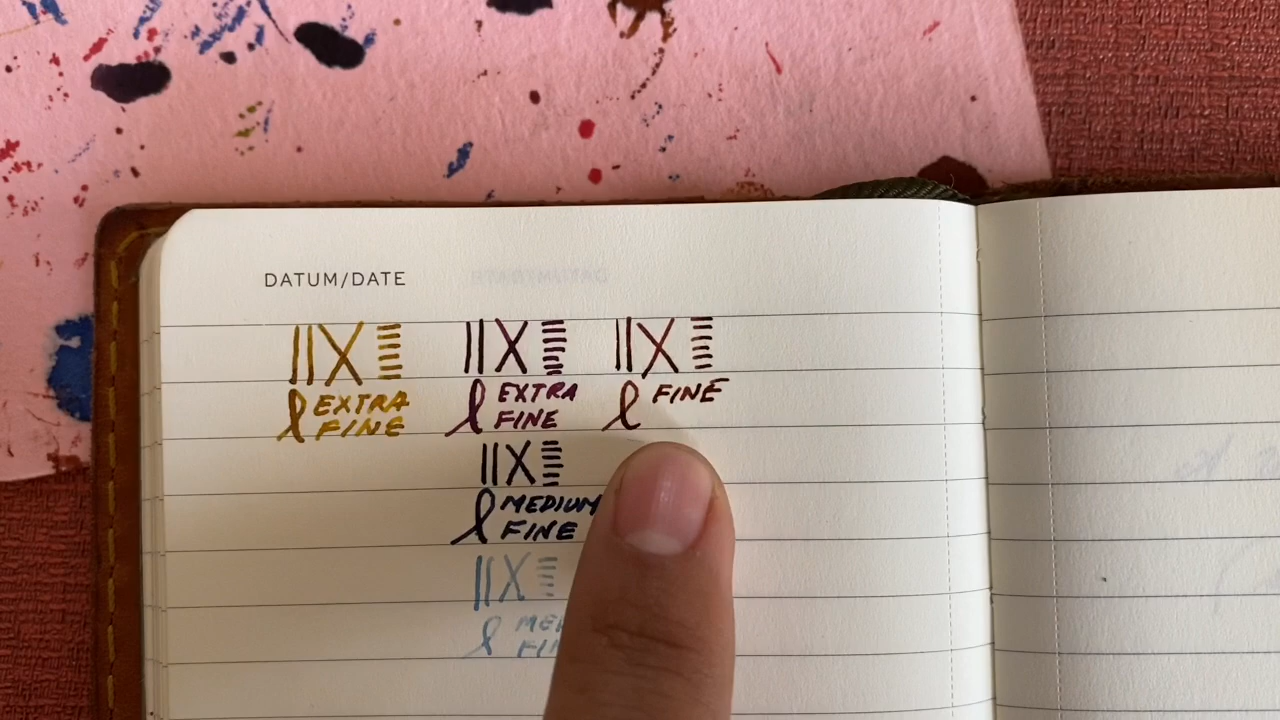 DATUM/DATE
EXTRA FINE
EXTRA FINE
FINE
MEDIUM
FINE